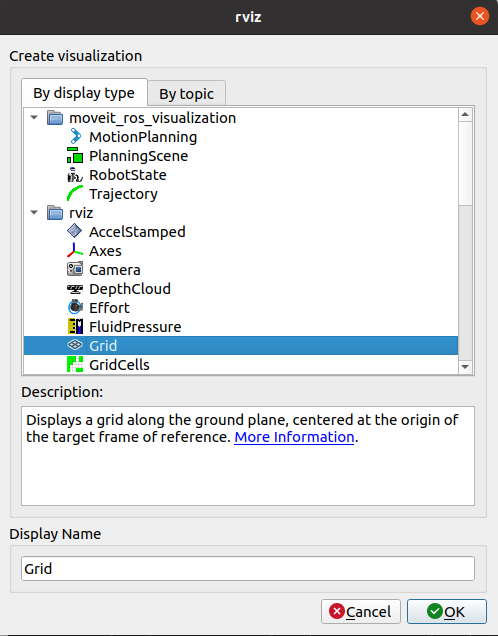 rviz
Create visualization
By display type
By topic
moveit_ros_visualization
MotionPlanning
PlanningScene
RobotState
Trajectory
rviz
AccelStamped
Axes
Camera
DepthCloud
Effort
FluidPressure
Grid
GridCells
Description:
Displays a grid along the ground plane, centered at the origin of
the target frame of reference. More Information.
Display Name
Grid
Cancel
OK